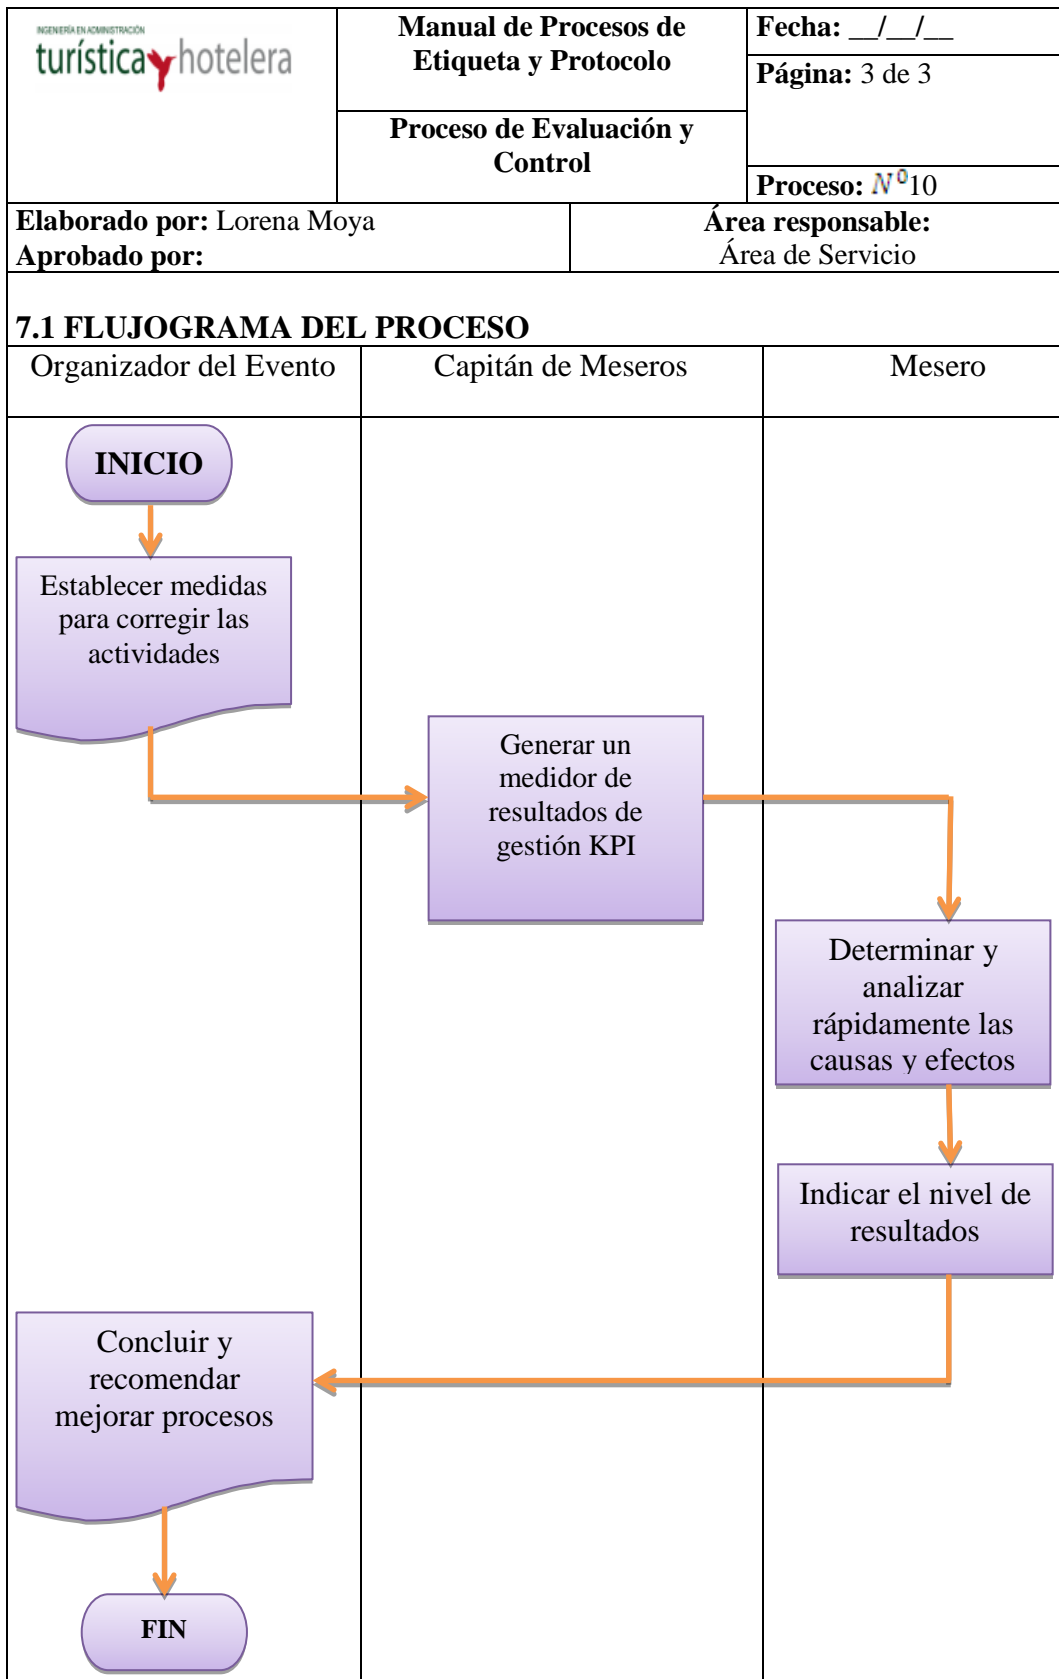 INGENIERÍA EN ADMINISTRACIÓN
turística y hotelera
Manual de Procesos de
Etiqueta y Protocolo
Fecha: __/__/__
Página: 3 de 3
Proceso de Evaluación y
Control
Proceso: N⁰10
Elaborado por: Lorena Moya
Aprobado por:
Área responsable:
Área de Servicio
7.1 FLUJOGRAMA DEL PROCESO
Organizador del Evento
Capitán de Meseros
Mesero
INICIO
Establecer medidas
para corregir las
actividades
Generar un
medidor de
resultados de
gestión KPI
Determinar y
analizar
rápidamente las
causas y efectos
Indicar el nivel de
resultados
Concluir y
recomendar
mejorar procesos
FIN